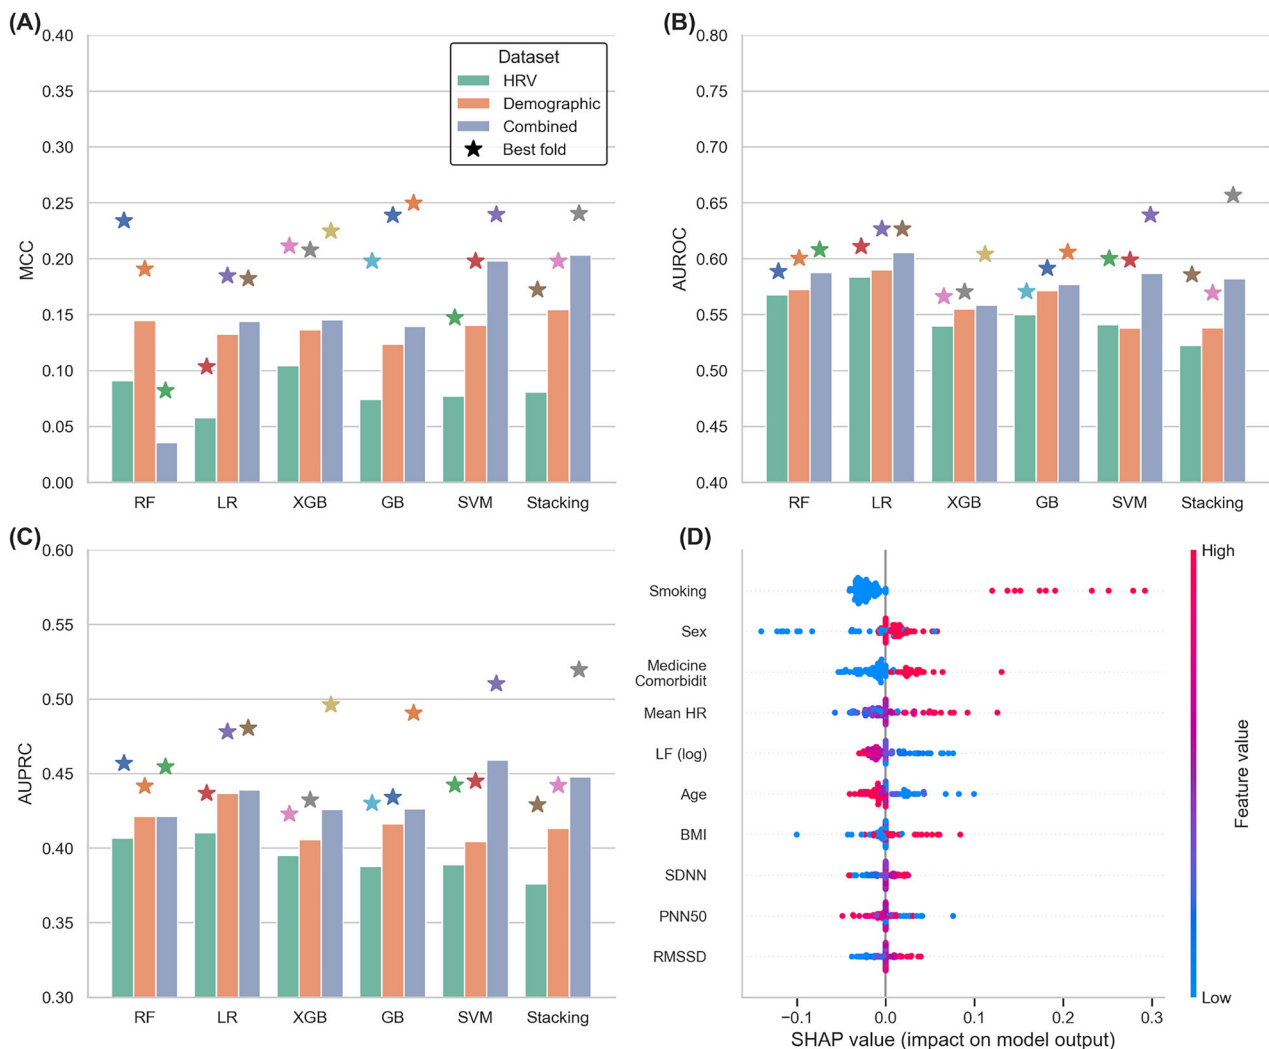 (A)
0.40
0.35
0.30
0.25
0.20
0.15
0.10
0.05
0.00
MCC
Dataset
HRV
Demographic
Combined
Best fold
RF LR XGB GB SVM Stacking
(B)
0.80
0.75
0.70
0.65
0.60
0.55
0.50
0.45
0.40
AUROC
RF LR XGB GB SVM Stacking
(C)
0.60
0.55
0.50
0.45
0.40
0.35
0.30
AUPRC
RF LR XGB GB SVM Stacking
(D)
Smoking
Sex
Medicine
Comorbidit
Mean HR
LF (log)
Age
BMI
SDNN
PNN50
RMSSD
−0.1 0.0 0.1 0.2 0.3
SHAP value (impact on model output)
High
Feature value
Low